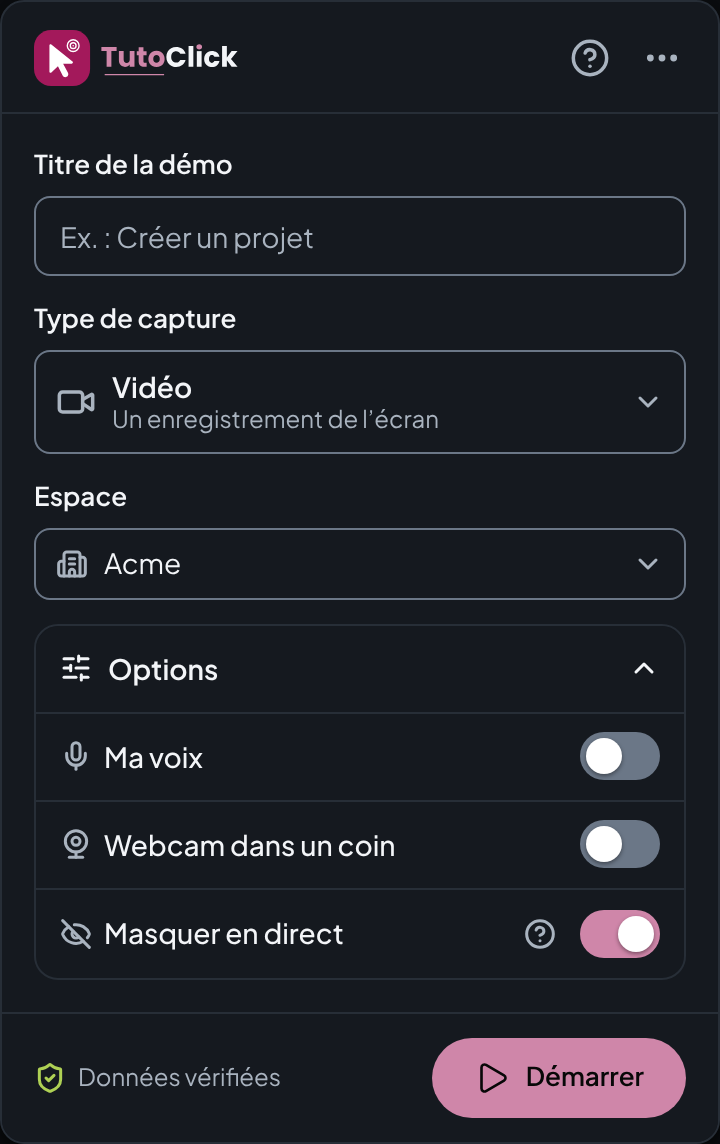 TutoClick
Titre de la démo
Ex. : Créer un projet
Type de capture
Vidéo
Un enregistrement de l’écran
Espace
Acme
Options
Ma voix
Webcam dans un coin
Masquer en direct
Données vérifiées
Démarrer